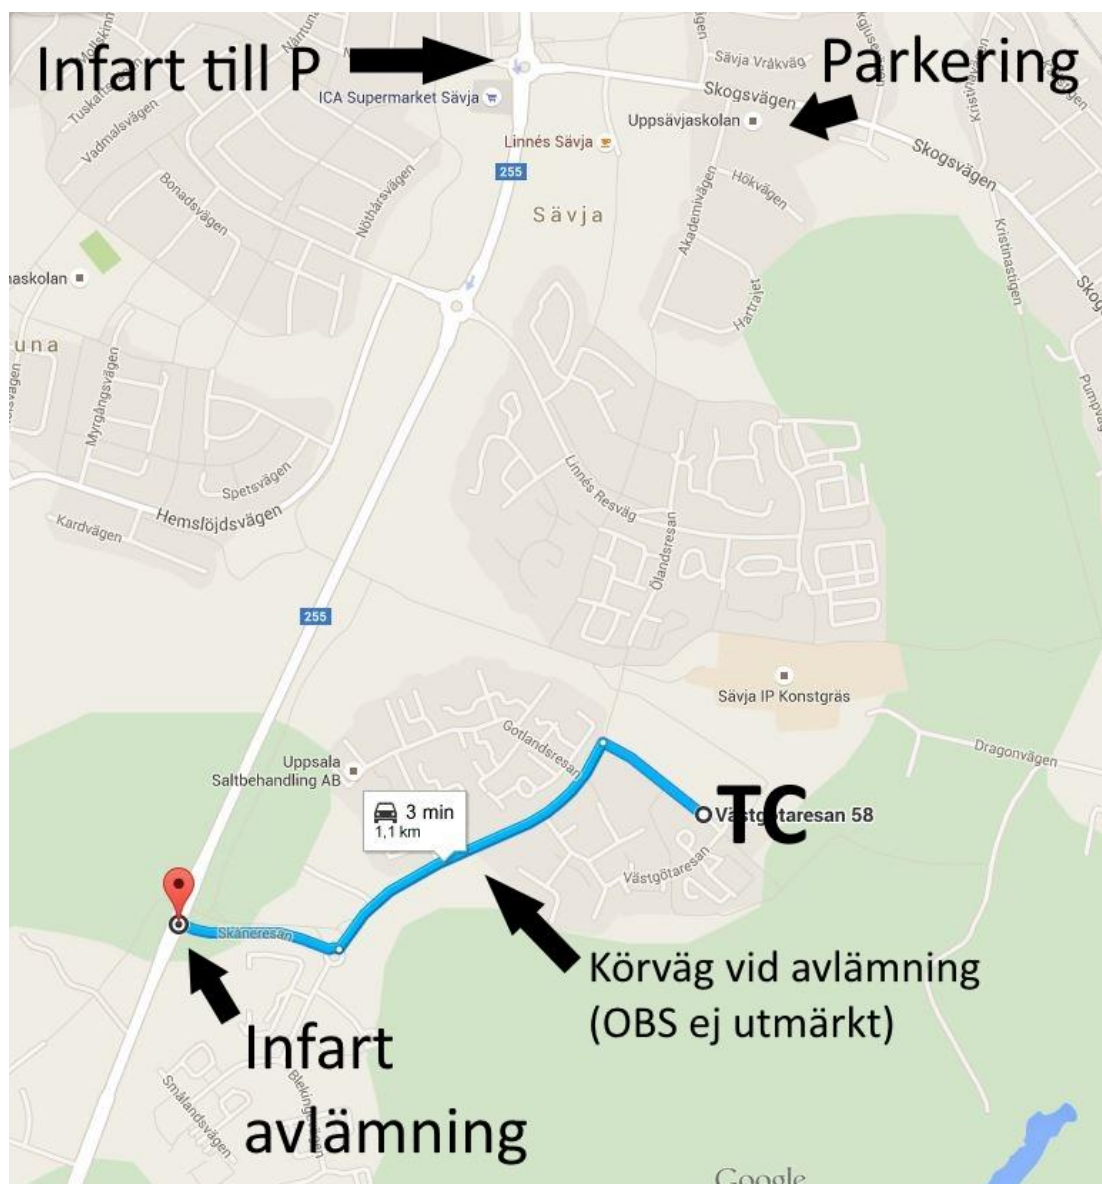 Infart till P
Parkering
Sävja Vråkväg
ICA Supermarket Sävja
Skogsvägen
Uppsävjaskolan
Tuskaft
Vadmalsvägen
Linnés Sävja
Skogsvägen
255
Bonadsvägen
Nöthårsvägen
Sävja
Hökvägen
Akademivägen
Kristinastigen
naskolan
Hartrajet
una
Myrgångsvägen
Linnés Resväg
Spetsvägen
Hemslöjdsvägen
Kardvägen
Ölandsresan
255
Sävja IP Konstgräs
Gotlandsresan
Dragonvägen
Uppsala
Saltbehandling AB
3 min
1,1 km
TC
Västgötaresan 58
Västgötaresan
Skåneresan
Körväg vid avlämning
(OBS ej utmärkt)
Infart
avlämning
Smålandsvägen
Google